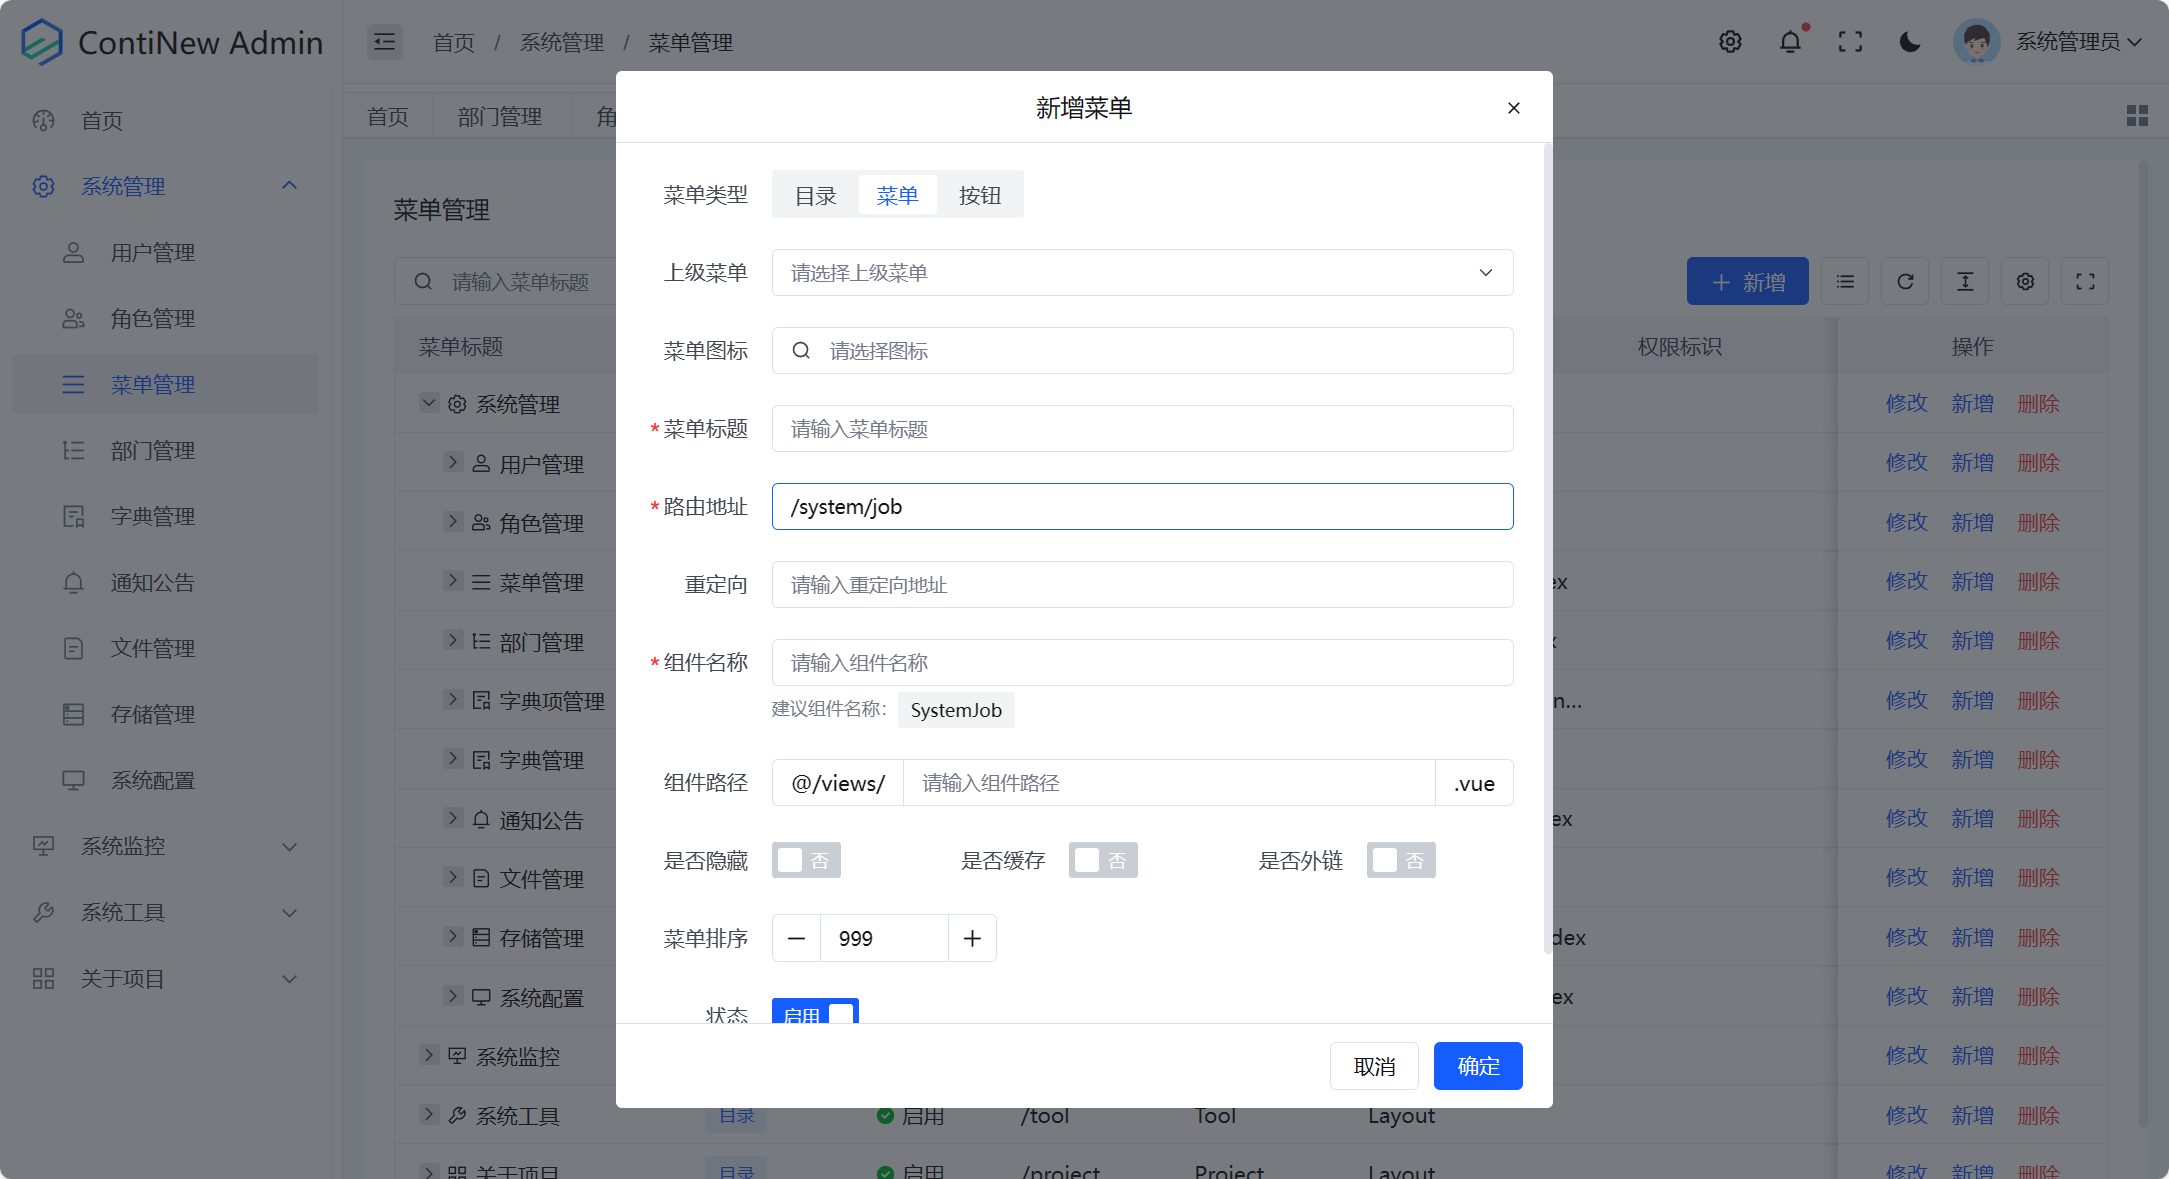 ContiNew Admin
首页 / 系统管理 / 菜单管理
系统管理员
首页
系统管理
用户管理
角色管理
菜单管理
部门管理
字典管理
通知公告
文件管理
存储管理
系统配置
系统监控
系统工具
关于项目
首页
部门管理
菜单管理
请输入菜单标题
新增
菜单标题
权限标识
操作
系统管理
修改 新增 删除
用户管理
修改 新增 删除
角色管理
修改 新增 删除
菜单管理
ex
修改 新增 删除
部门管理
修改 新增 删除
字典项管理
n...
修改 新增 删除
字典管理
修改 新增 删除
通知公告
ex
修改 新增 删除
文件管理
修改 新增 删除
存储管理
dex
修改 新增 删除
系统配置
ex
修改 新增 删除
系统监控
修改 新增 删除
系统工具 目录 启用 /tool Tool Layout
修改 新增 删除
关于项目 目录 启用 /project Project Layout
修改 新增 删除
新增菜单
菜单类型
目录 菜单 按钮
上级菜单
请选择上级菜单
菜单图标
请选择图标
*菜单标题
请输入菜单标题
*路由地址
/system/job
重定向
请输入重定向地址
*组件名称
请输入组件名称
建议组件名称: SystemJob
组件路径
@/views/ 请输入组件路径 .vue
是否隐藏 否
是否缓存 否
是否外链 否
菜单排序
999
状态
启用
取消
确定